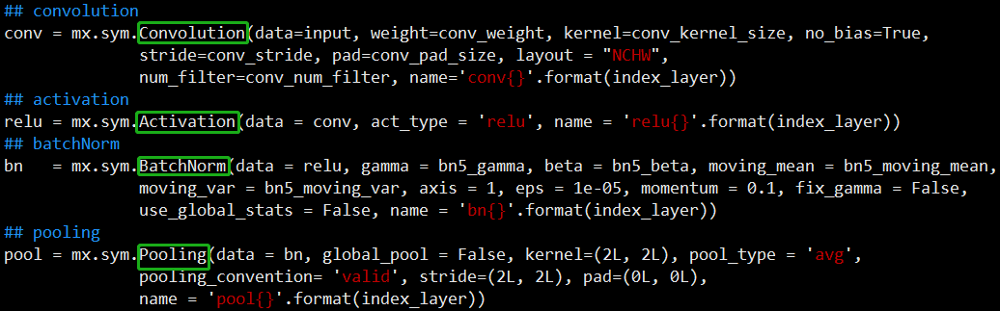 ## convolution
conv = mx.sym.Convolution(data=input, weight=conv_weight, kernel=conv_kernel_size, no_bias=True,
stride=conv_stride, pad=conv_pad_size, layout = "NCHW",
num_filter=conv_num_filter, name='conv{}'.format(index_layer))
## activation
relu = mx.sym.Activation(data = conv, act_type = 'relu', name = 'relu{}'.format(index_layer))
## batchNorm
bn   = mx.sym.BatchNorm(data = relu, gamma = bn5_gamma, beta = bn5_beta, moving_mean = bn5_moving_mean,
moving_var = bn5_moving_var, axis = 1, eps = 1e-05, momentum = 0.1, fix_gamma = False,
use_global_stats = False, name = 'bn{}'.format(index_layer))
## pooling
pool = mx.sym.Pooling(data = bn, global_pool = False, kernel=(2L, 2L), pool_type = 'avg',
pooling_convention= 'valid', stride=(2L, 2L), pad=(0L, 0L),
name = 'pool{}'.format(index_layer))